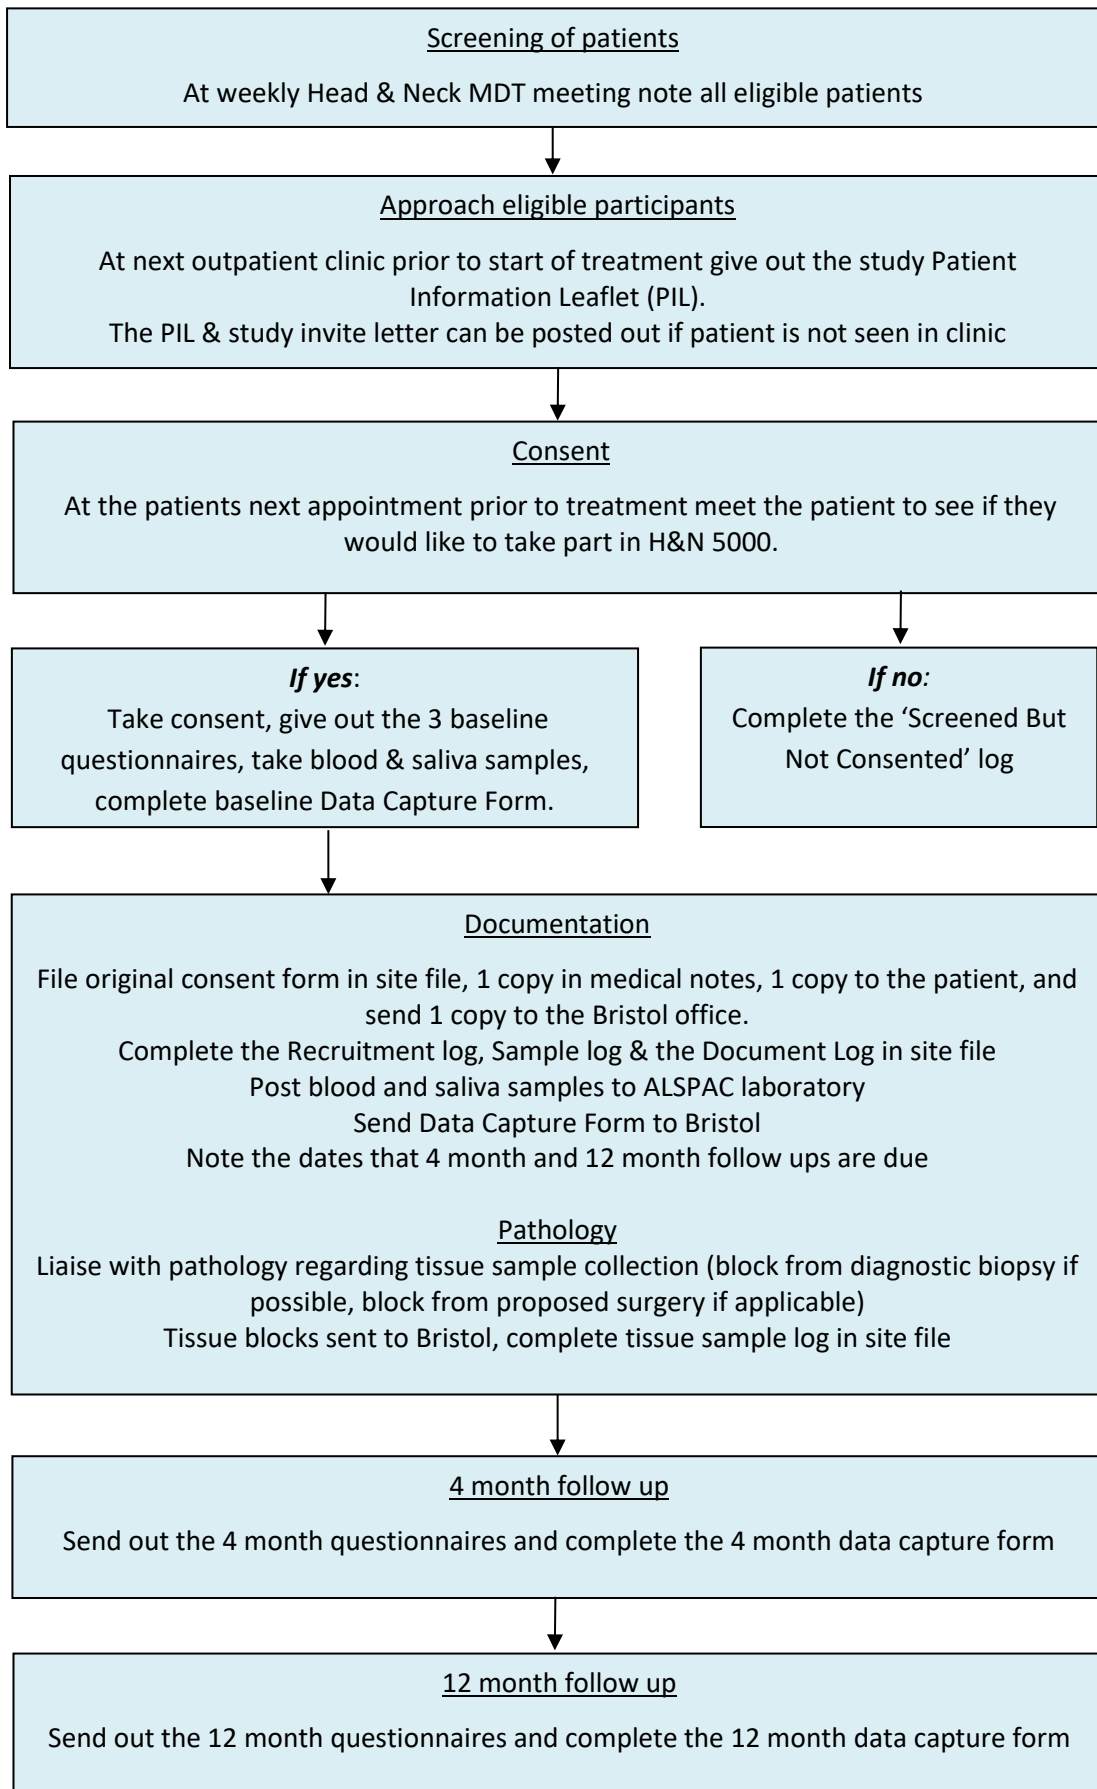 Screening of patients
At weekly Head & Neck MDT meeting note all eligible patients
Approach eligible participants
At next outpatient clinic prior to start of treatment give out the study Patient
Information Leaflet (PIL).
The PIL & study invite letter can be posted out if patient is not seen in clinic
Consent
At the patients next appointment prior to treatment meet the patient to see if they
would like to take part in H&N 5000.
If yes:
Take consent, give out the 3 baseline
questionnaires, take blood & saliva samples,
complete baseline Data Capture Form.
If no:
Complete the ‘Screened But
Not Consented’ log
Documentation
File original consent form in site file, 1 copy in medical notes, 1 copy to the patient, and
send 1 copy to the Bristol office.
Complete the Recruitment log, Sample log & the Document Log in site file
Post blood and saliva samples to ALSPAC laboratory
Send Data Capture Form to Bristol
Note the dates that 4 month and 12 month follow ups are due
Pathology
Liaise with pathology regarding tissue sample collection (block from diagnostic biopsy if
possible, block from proposed surgery if applicable)
Tissue blocks sent to Bristol, complete tissue sample log in site file
4 month follow up
Send out the 4 month questionnaires and complete the 4 month data capture form
12 month follow up
Send out the 12 month questionnaires and complete the 12 month data capture form